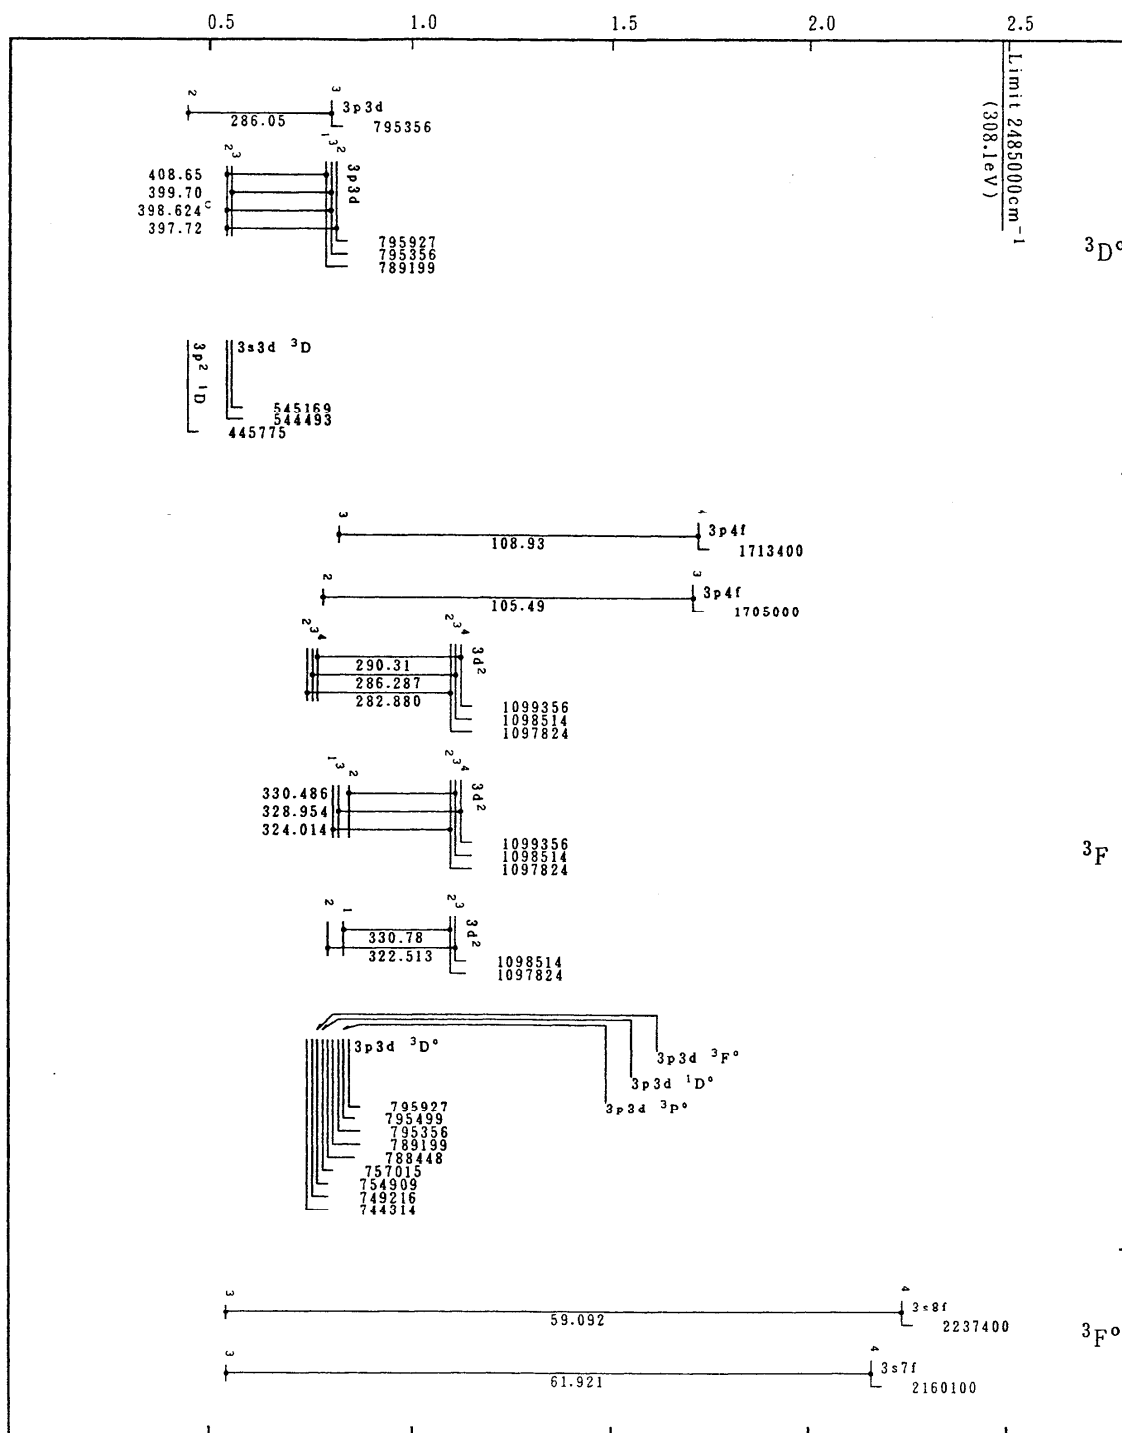 0.5 1.0 1.5 2.0 2.5
Limit 2485000cm⁻¹
(308.1eV)
2 3 3p3d
286.05
795356
2 3 1 3 2 3p3d
408.65
399.70
398.624 C
397.72
795927
795356
789199
³D°
3p² ¹D 3s3d ³D
545169
544493
445775
3 4 3p4f
108.93
1713400
2 3 3p4f
105.49
1705000
2 3 4 2 3 4 3d²
290.31
286.287
282.880
1099356
1098514
1097824
1 3 2 2 3 4 3d²
330.486
328.954
324.014
1099356
1098514
1097824
³F
2 1 2 3 3d²
330.78
322.513
1098514
1097824
3p3d ³D°
3p3d ³F°
3p3d ¹D°
3p3d ³P°
795927
795499
795356
789199
788448
757015
754909
749216
744314
3 4 3s8f
59.092
2237400
³F°
3 4 3s7f
61.921
2160100